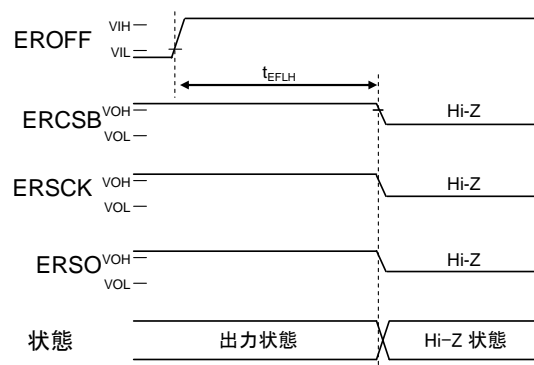 EROFF
VIH
VIL
tEFLH
ERCSB
VOH
VOL
Hi-Z
ERSCK
VOH
VOL
Hi-Z
ERSO
VOH
VOL
Hi-Z
状態
出力状態
Hi-Z 状態